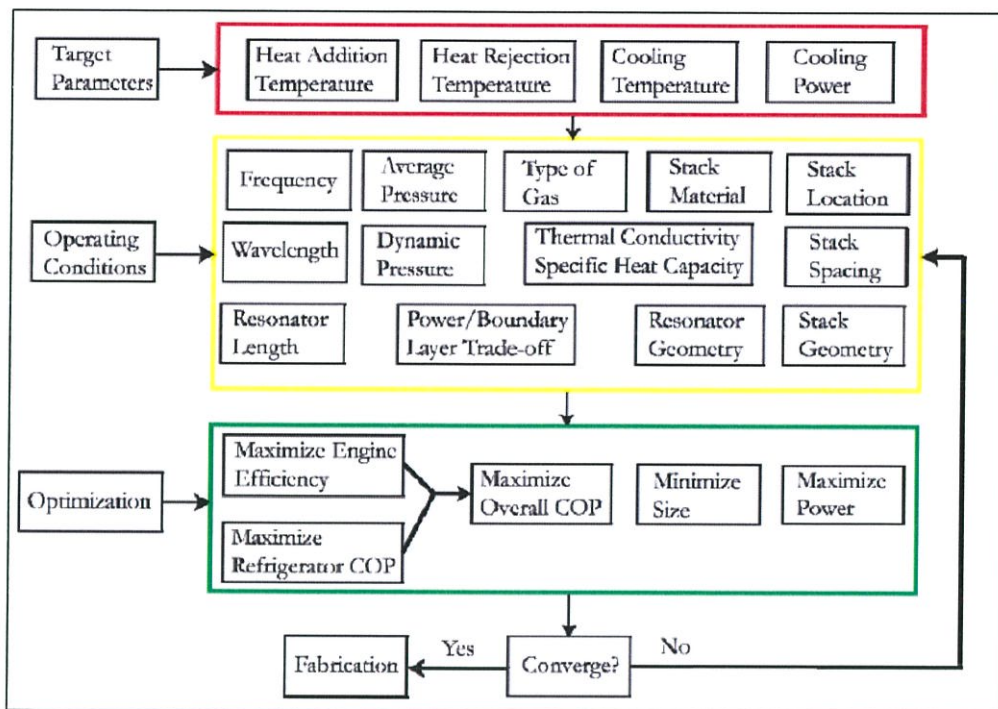 Target
Parameters
Heat Addition
Temperature
Heat Rejection
Temperature
Cooling
Temperature
Cooling
Power
Operating
Conditions
Frequency
Average
Pressure
Type of
Gas
Stack
Material
Stack
Location
Wavelength
Dynamic
Pressure
Thermal Conductivity
Specific Heat Capacity
Stack
Spacing
Resonator
Length
Power/Boundary
Layer Trade-off
Resonator
Geometry
Stack
Geometry
Optimization
Maximize Engine
Efficiency
Maximize
Refrigerator COP
Maximize
Overall COP
Minimize
Size
Maximize
Power
Fabrication
Yes
Converge?
No